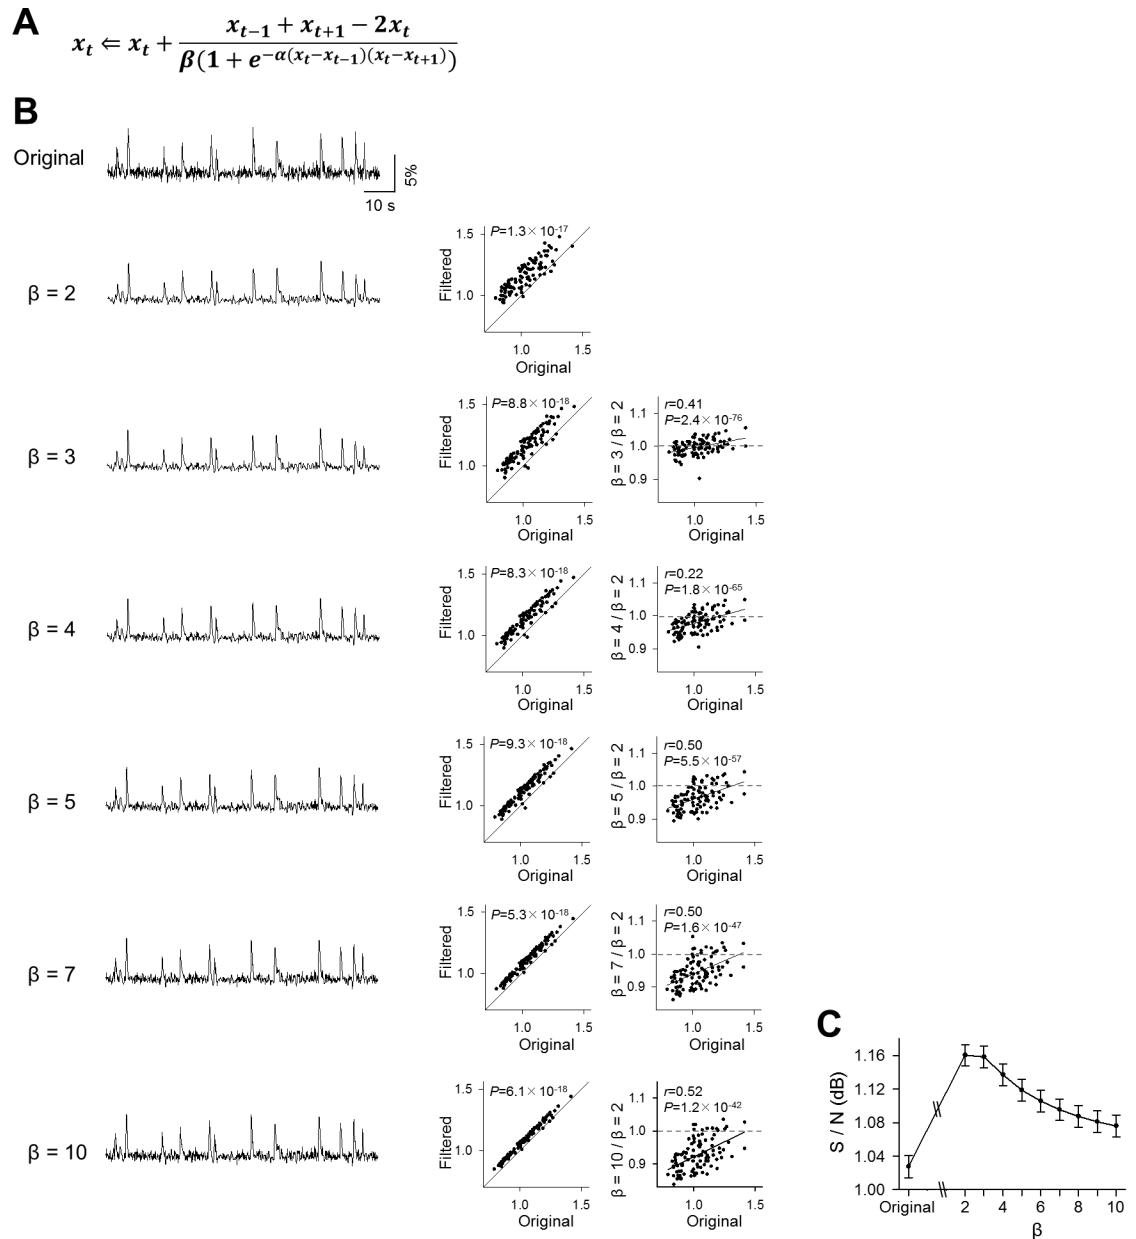 A
xₜ ⇐ xₜ + (xₜ₋₁ + xₜ₊₁ − 2xₜ) / (β(1 + e^(−α(xₜ−xₜ₋₁)(xₜ−xₜ₊₁))))
B
Original
5%
10 s
β = 2
Filtered
1.5
1.0
P=1.3×10⁻¹⁷
1.0 1.5
Original
β = 3
Filtered
1.5
1.0
P=8.8×10⁻¹⁸
1.0 1.5
Original
β = 3 / β = 2
1.1
1.0
0.9
r=0.41
P=2.4×10⁻⁷⁶
1.0 1.5
Original
β = 4
Filtered
1.5
1.0
P=8.3×10⁻¹⁸
1.0 1.5
Original
β = 4 / β = 2
1.1
1.0
0.9
r=0.22
P=1.8×10⁻⁶⁵
1.0 1.5
Original
β = 5
Filtered
1.5
1.0
P=9.3×10⁻¹⁸
1.0 1.5
Original
β = 5 / β = 2
1.1
1.0
0.9
r=0.50
P=5.5×10⁻⁵⁷
1.0 1.5
Original
β = 7
Filtered
1.5
1.0
P=5.3×10⁻¹⁸
1.0 1.5
Original
β = 7 / β = 2
1.1
1.0
0.9
r=0.50
P=1.6×10⁻⁴⁷
1.0 1.5
Original
β = 10
Filtered
1.5
1.0
P=6.1×10⁻¹⁸
1.0 1.5
Original
β = 10 / β = 2
1.1
1.0
0.9
r=0.52
P=1.2×10⁻⁴²
1.0 1.5
Original
C
S / N (dB)
1.16
1.12
1.08
1.04
1.00
Original 2 4 6 8 10
β